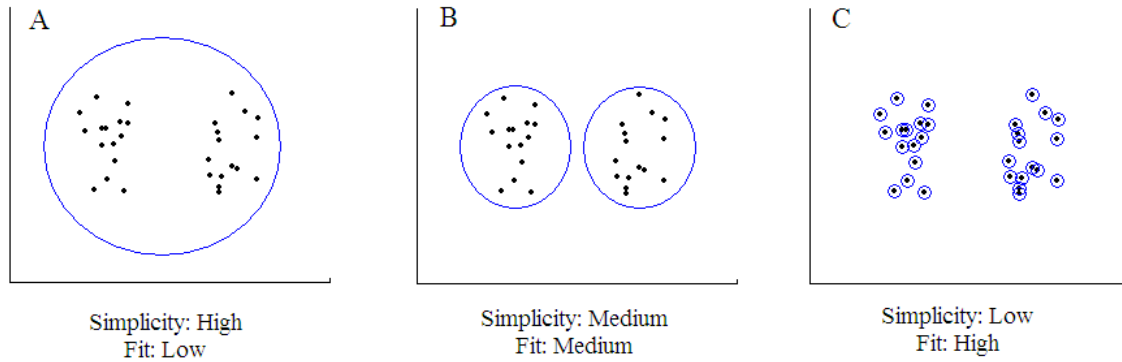 A
B
C
Simplicity: High
Fit: Low
Simplicity: Medium
Fit: Medium
Simplicity: Low
Fit: High